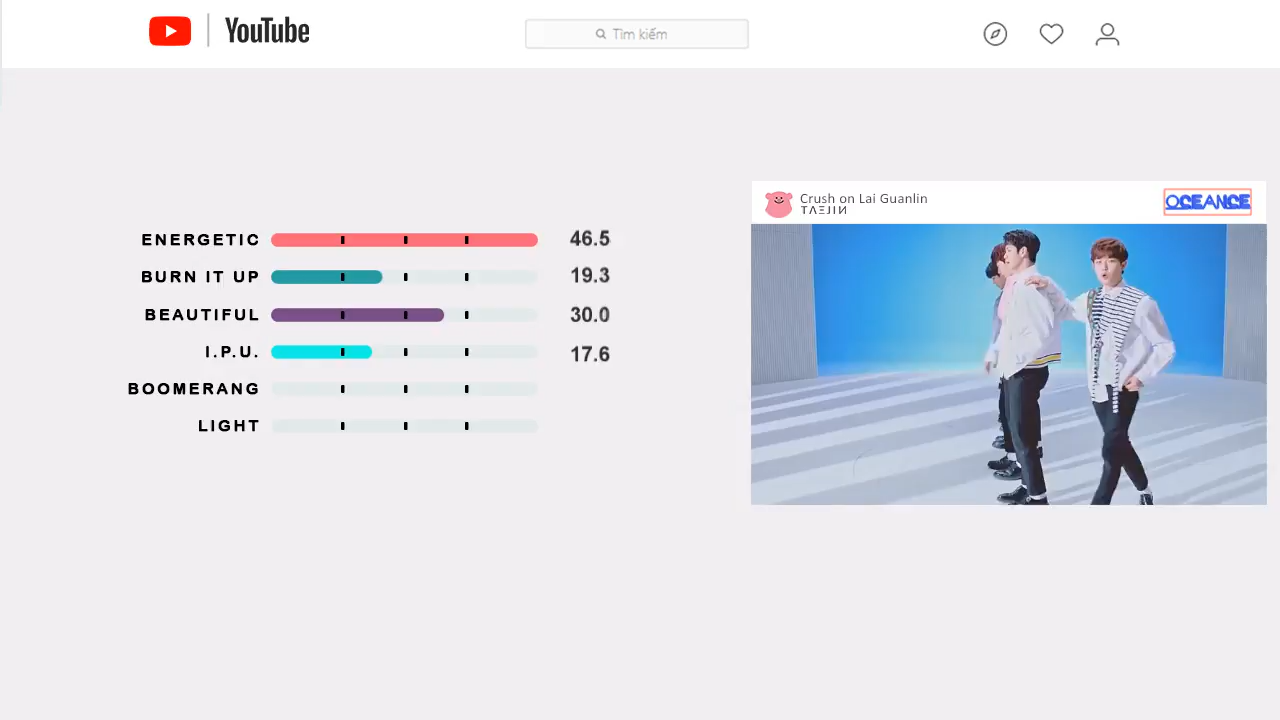 YouTube
Tìm kiếm
Crush on Lai Guanlin
TAEJIN
OCEANCE
ENERGETIC 46.5
BURN IT UP 19.3
BEAUTIFUL 30.0
I.P.U. 17.6
BOOMERANG
LIGHT